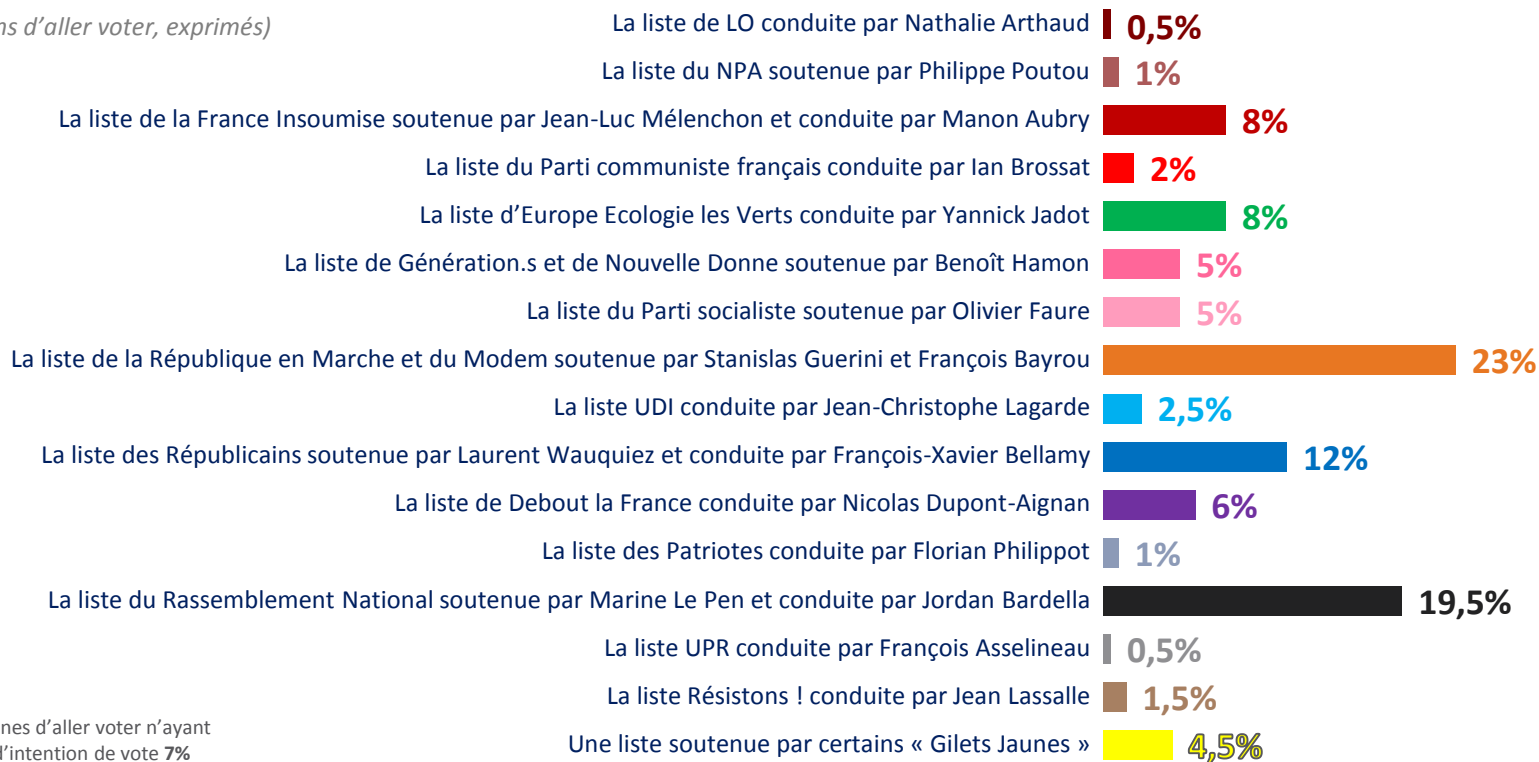 d’aller voter, exprimés)
La liste de LO conduite par Nathalie Arthaud 0,5%
La liste du NPA soutenue par Philippe Poutou 1%
La liste de la France Insoumise soutenue par Jean-Luc Mélenchon et conduite par Manon Aubry 8%
La liste du Parti communiste français conduite par Ian Brossat 2%
La liste d’Europe Ecologie les Verts conduite par Yannick Jadot 8%
La liste de Génération.s et de Nouvelle Donne soutenue par Benoît Hamon 5%
La liste du Parti socialiste soutenue par Olivier Faure 5%
La liste de la République en Marche et du Modem soutenue par Stanislas Guerini et François Bayrou 23%
La liste UDI conduite par Jean-Christophe Lagarde 2,5%
La liste des Républicains soutenue par Laurent Wauquiez et conduite par François-Xavier Bellamy 12%
La liste de Debout la France conduite par Nicolas Dupont-Aignan 6%
La liste des Patriotes conduite par Florian Philippot 1%
La liste du Rassemblement National soutenue par Marine Le Pen et conduite par Jordan Bardella 19,5%
La liste UPR conduite par François Asselineau 0,5%
La liste Résistons ! conduite par Jean Lassalle 1,5%
Une liste soutenue par certains « Gilets Jaunes » 4,5%
d’aller voter n’ayant
d’intention de vote 7%